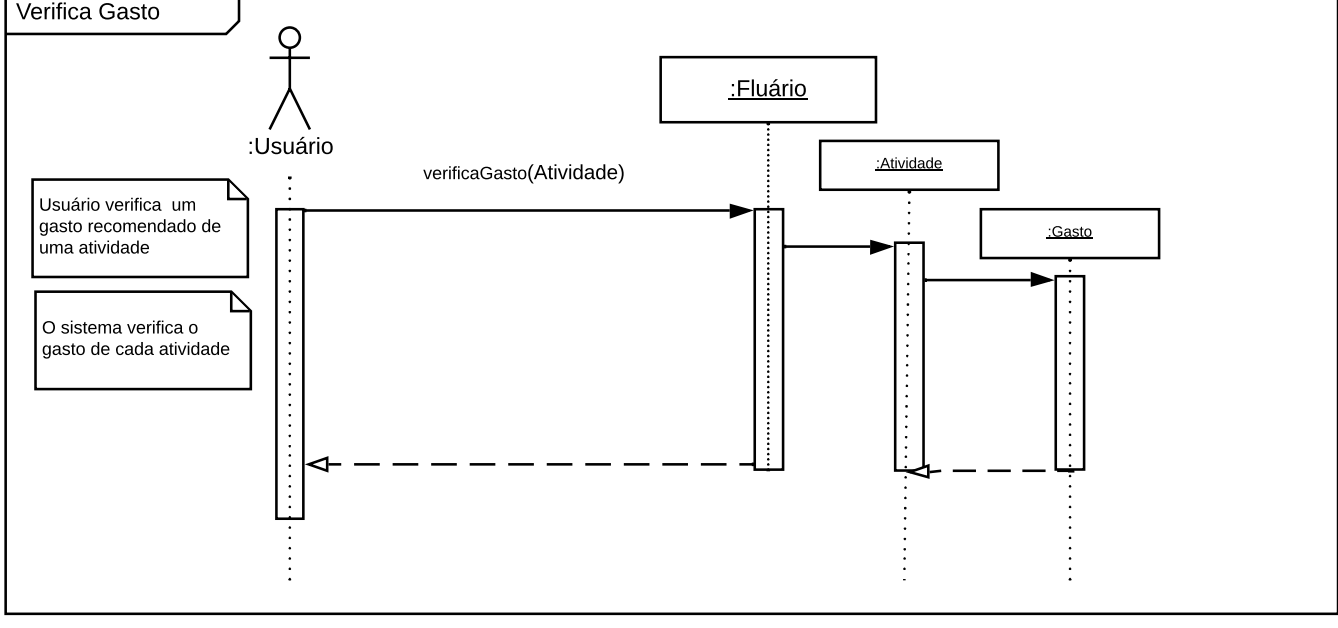 Verifica Gasto
:Usuário
:Fluário
:Atividade
:Gasto
verificaGasto(Atividade)
Usuário verifica um
gasto recomendado de
uma atividade
O sistema verifica o
gasto de cada atividade